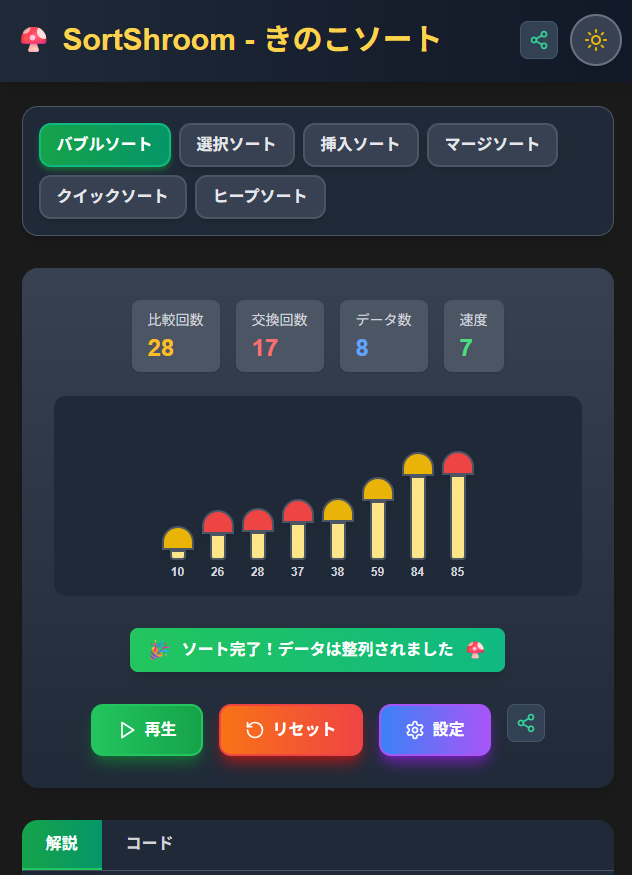 SortShroom - きのこソート
バブルソート 選択ソート 挿入ソート マージソート
クイックソート ヒープソート
比較回数 交換回数 データ数 速度
28 17 8 7
10 26 28 37 38 59 84 85
ソート完了！データは整列されました
再生 リセット 設定
解説 コード